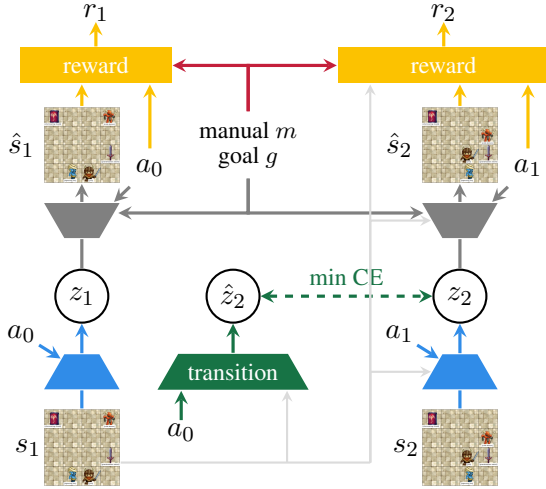 r₁ r₂
reward reward
ŝ₁ a₀ manual m ŝ₂ a₁
goal g
z₁ ẑ₂ min CE z₂
a₀ a₁
transition
s₁ a₀ s₂